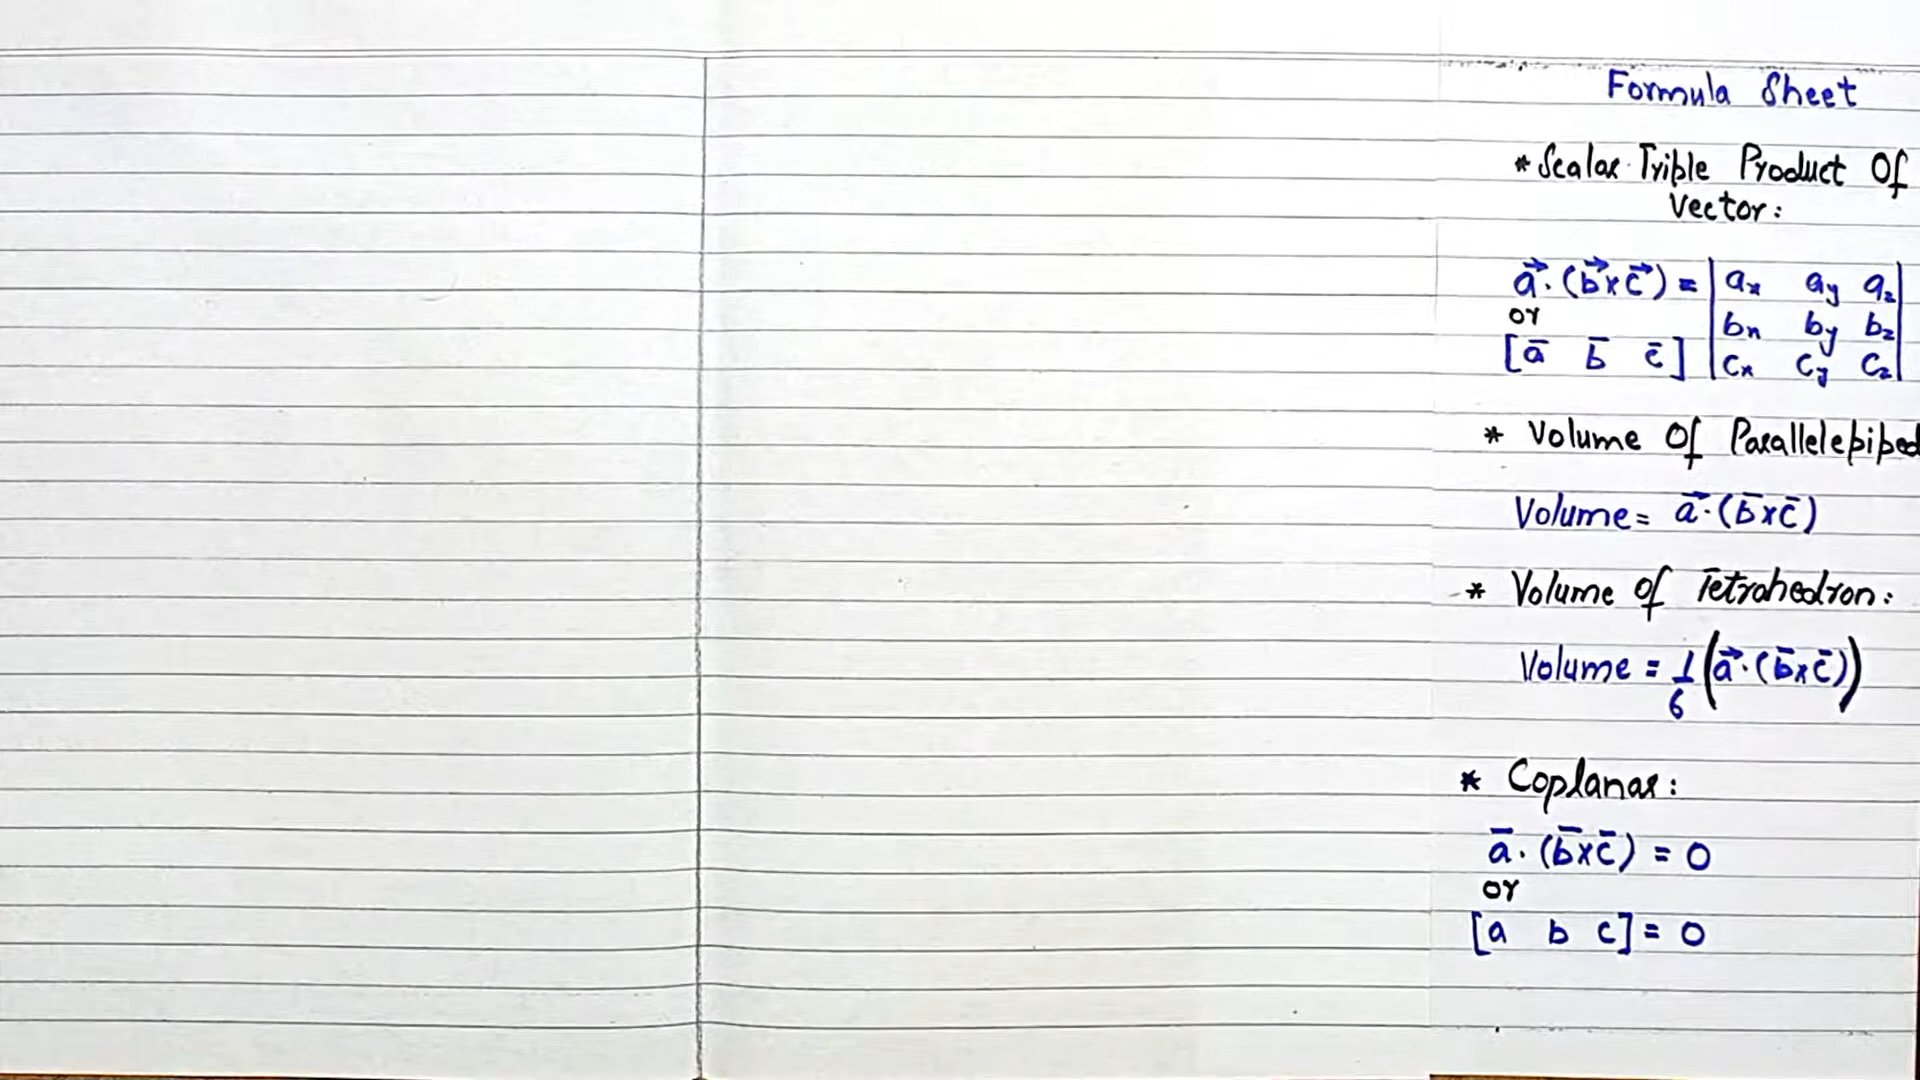 Formula Sheet
* Scalar Triple Product Of
Vector:
a⃗ · (b⃗ × c⃗) = | ax ay az |
or | bx by bz |
[ā b̄ c̄] | cx cy cz |
* Volume Of Parallelepiped
Volume = a⃗ · (b̄ × c̄)
* Volume of Tetrahedron:
Volume = 1/6 (a⃗ · (b̄ × c̄))
* Coplanar:
ā · (b̄ × c̄) = 0
or
[a b c] = 0